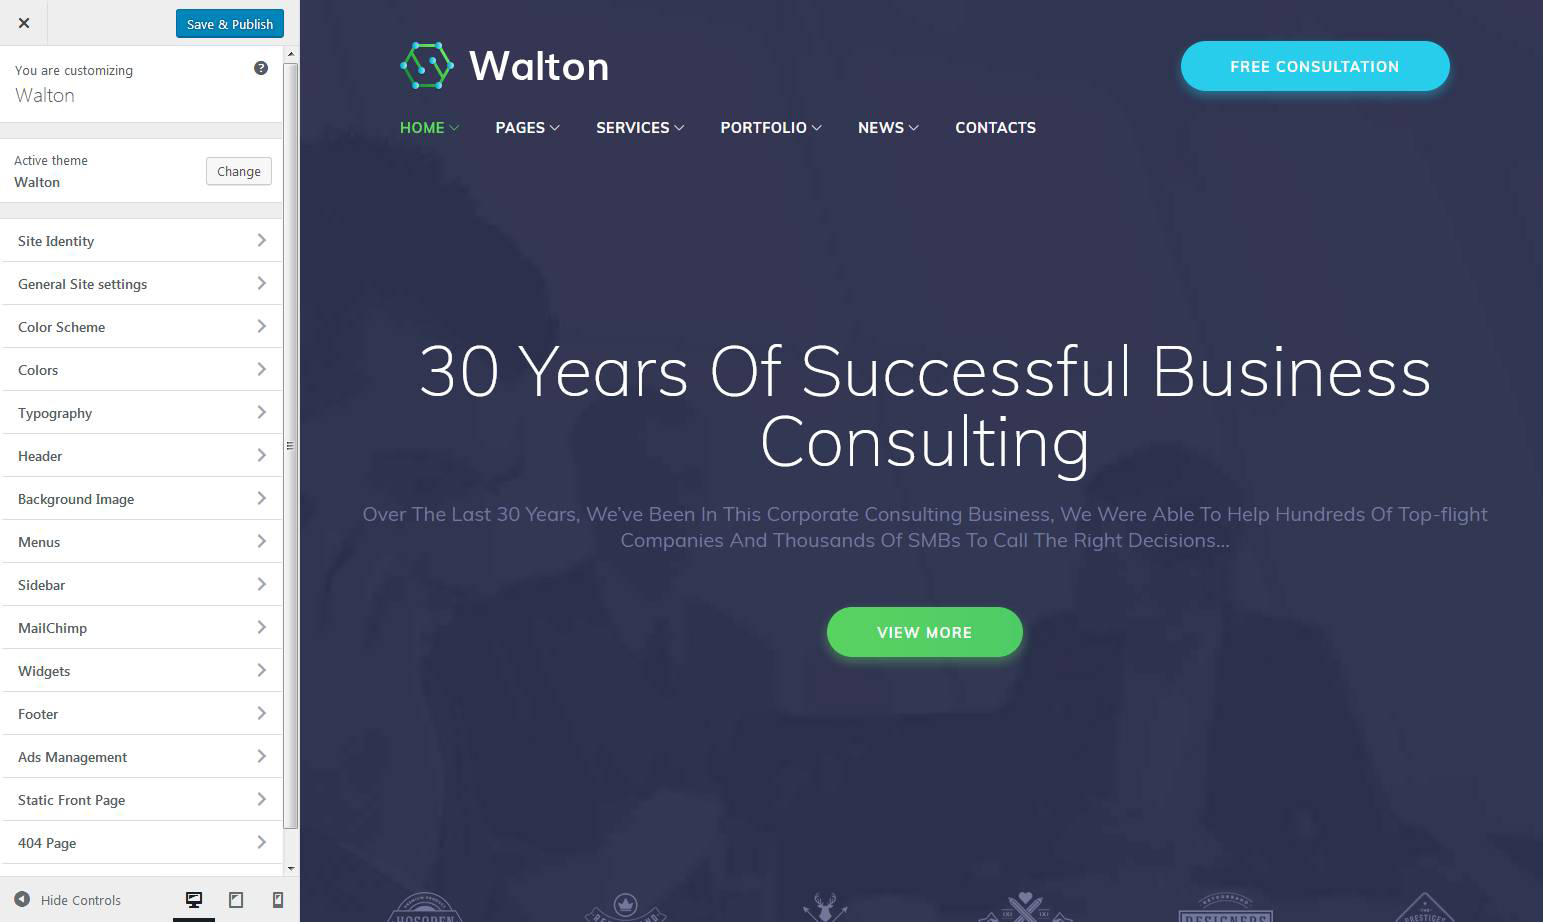 Save & Publish
You are customizing
Walton
Active theme
Walton
Change
Site Identity
General Site settings
Color Scheme
Colors
Typography
Header
Background Image
Menus
Sidebar
MailChimp
Widgets
Footer
Ads Management
Static Front Page
404 Page
Hide Controls
Walton
FREE CONSULTATION
HOME PAGES SERVICES PORTFOLIO NEWS CONTACTS
30 Years Of Successful Business
Consulting
Over The Last 30 Years, We've Been In This Corporate Consulting Business, We Were Able To Help Hundreds Of Top-flight
Companies And Thousands Of SMBs To Call The Right Decisions...
VIEW MORE
DESIGNERS